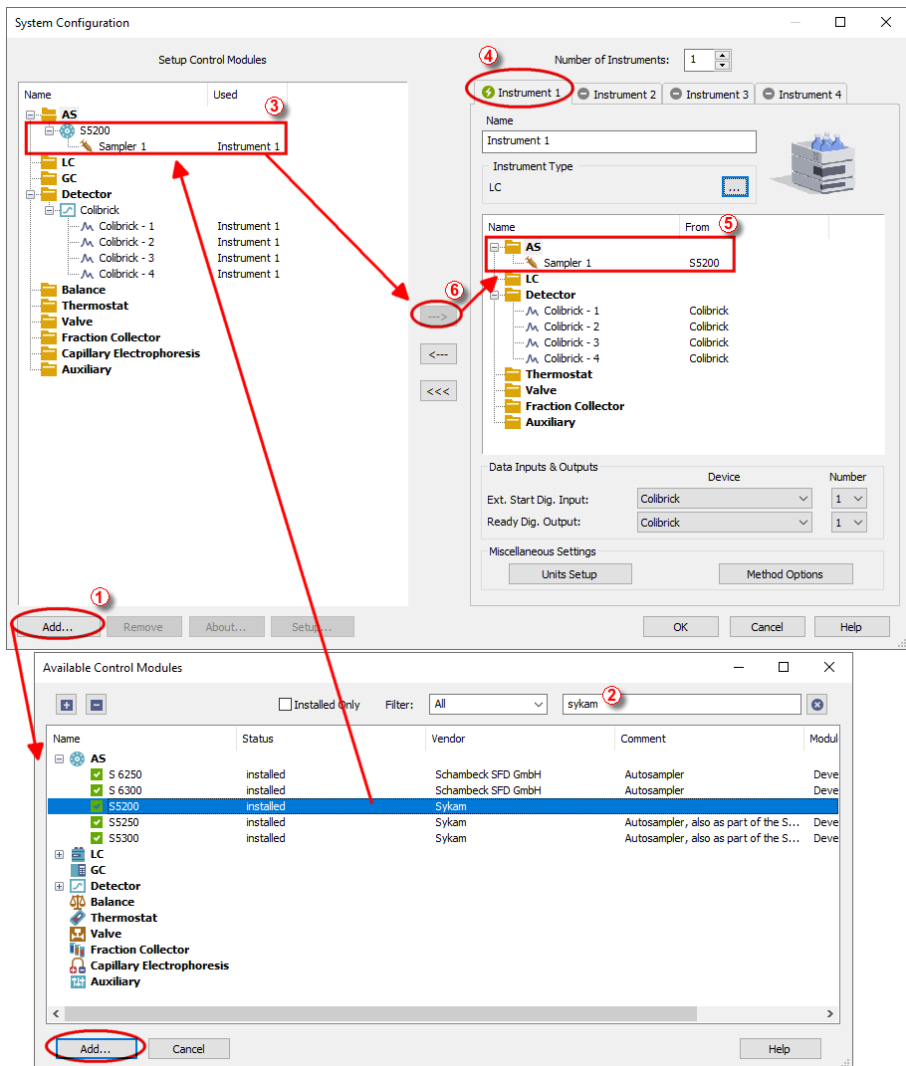 System Configuration
Setup Control Modules
④
Number of Instruments: 1
Name Used
③
AS
S5200
Sampler 1 Instrument 1
LC
GC
Detector
Colibrick
Colibrick - 1 Instrument 1
Colibrick - 2 Instrument 1
Colibrick - 3 Instrument 1
Colibrick - 4 Instrument 1
Balance
Thermostat
Valve
Fraction Collector
Capillary Electrophoresis
Auxiliary
⑥
--->
<---
<<<
Instrument 1 Instrument 2 Instrument 3 Instrument 4
Name
Instrument 1
Instrument Type
LC ...
Name From ⑤
AS
Sampler 1 S5200
LC
Detector
Colibrick - 1 Colibrick
Colibrick - 2 Colibrick
Colibrick - 3 Colibrick
Colibrick - 4 Colibrick
Thermostat
Valve
Fraction Collector
Auxiliary
Data Inputs & Outputs
Device Number
Ext. Start Dig. Input: Colibrick 1
Ready Dig. Output: Colibrick 1
Miscellaneous Settings
Units Setup Method Options
①
Add... Remove About... Setup... OK Cancel Help
Available Control Modules
Installed Only Filter: All sykam ②
Name Status Vendor Comment Modul
AS
S 6250 installed Schambeck SFD GmbH Autosampler Deve
S 6300 installed Schambeck SFD GmbH Autosampler Deve
S5200 installed Sykam
S5250 installed Sykam Autosampler, also as part of the S... Deve
S5300 installed Sykam Autosampler, also as part of the S... Deve
LC
GC
Detector
Balance
Thermostat
Valve
Fraction Collector
Capillary Electrophoresis
Auxiliary
Add... Cancel Help